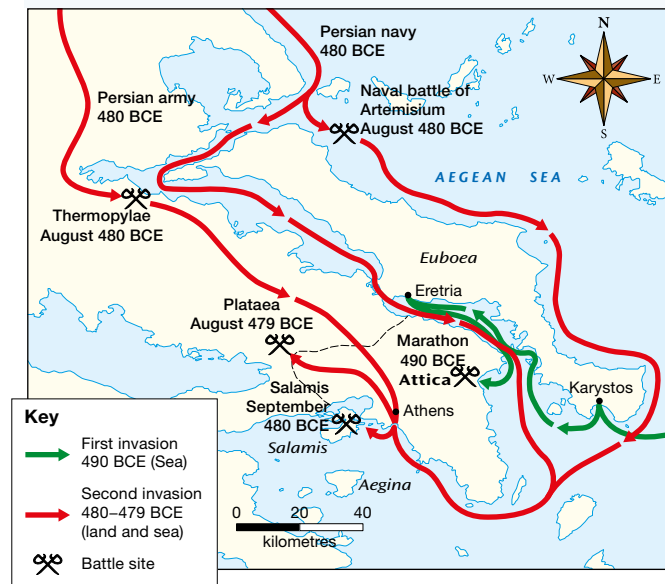 Persian navy
480 BCE
N
W
E
S
Persian army
480 BCE
Naval battle of
Artemisium
August 480 BCE
AEGEAN SEA
Thermopylae
August 480 BCE
Euboea
Eretria
Plataea
August 479 BCE
Marathon
490 BCE
Attica
Karystos
Salamis
September
480 BCE
Athens
Salamis
Aegina
Key
First invasion
490 BCE (Sea)
Second invasion
480–479 BCE
(land and sea)
Battle site
0 20 40
kilometres